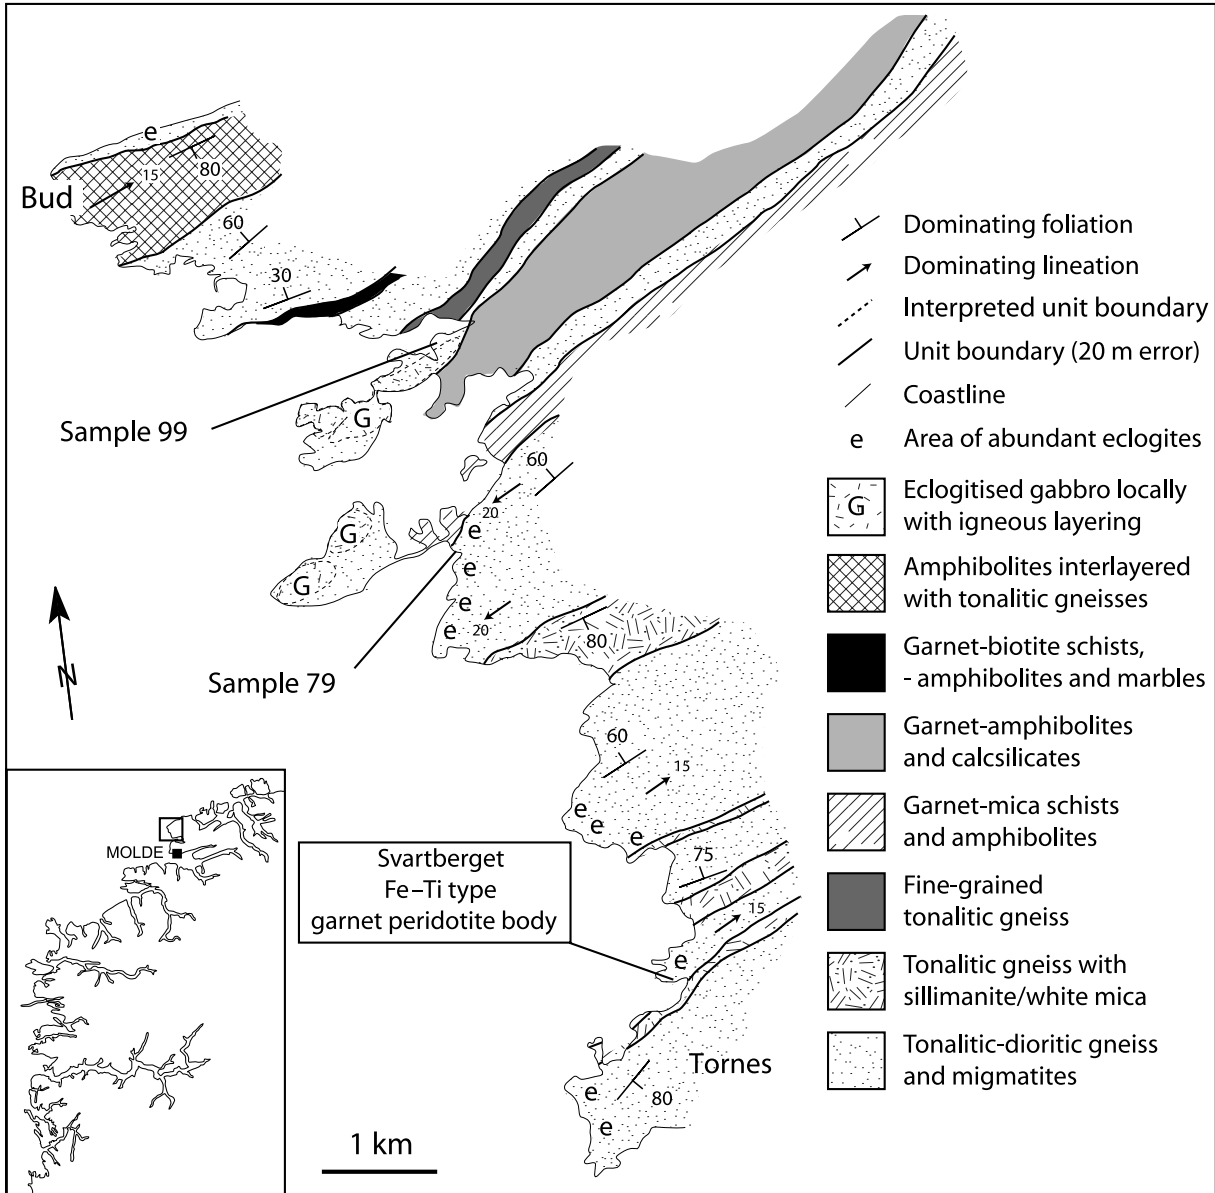 e
15
80
Bud
60
30
Sample 99
G
60
20
e
G
G
e
e
e
20
80
Sample 79
N
60
15
e
e
e
75
15
e
Svartberget
Fe–Ti type
garnet peridotite body
MOLDE
Tornes
80
e
e
1 km
Dominating foliation
Dominating lineation
Interpreted unit boundary
Unit boundary (20 m error)
Coastline
e Area of abundant eclogites
G Eclogitised gabbro locally
with igneous layering
Amphibolites interlayered
with tonalitic gneisses
Garnet-biotite schists,
- amphibolites and marbles
Garnet-amphibolites
and calcsilicates
Garnet-mica schists
and amphibolites
Fine-grained
tonalitic gneiss
Tonalitic gneiss with
sillimanite/white mica
Tonalitic-dioritic gneiss
and migmatites